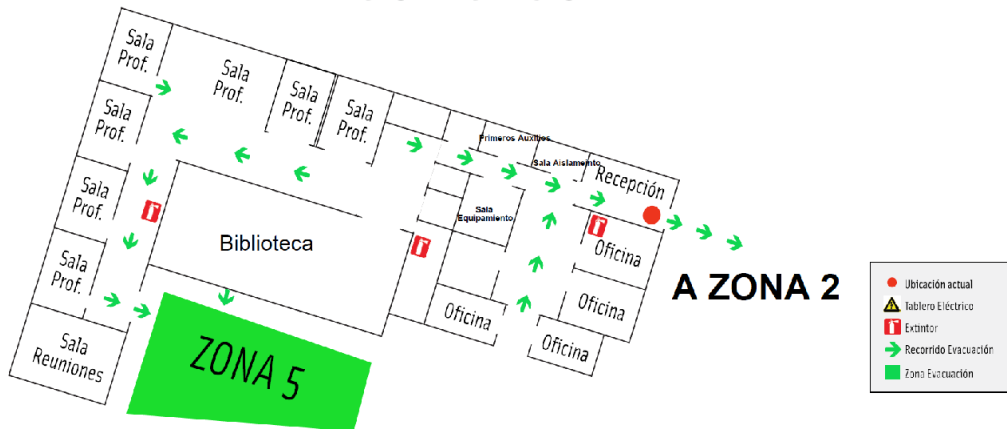 Sala
Prof.
Sala
Prof.
Sala
Prof.
Sala
Prof.
Primeros Auxilios
Sala Aislamento
Recepción
Sala
Prof.
Sala
Prof.
Sala
Equipamiento
Biblioteca
Oficina
Sala
Prof.
Oficina
Oficina
Oficina
Sala
Reuniones
ZONA 5
A ZONA 2
Ubicación actual
Tablero Eléctrico
Extintor
Recorrido Evacuación
Zona Evacuación